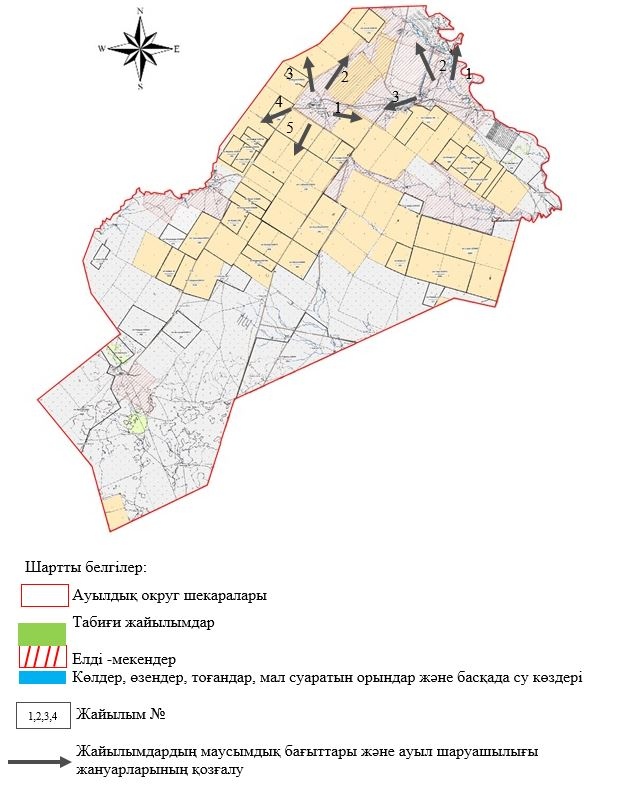 N
W E
S
3
2
2
1
4
1
3
5
Шартты белгілер:
Ауылдық округ шекаралары
Табиғи жайылымдар
Елді -мекендер
Көлдер, өзендер, тоғандар, мал суаратын орындар және басқада су көздері
1,2,3,4 Жайылым №
Жайылымдардың маусымдық бағыттары және ауыл шаруашылығы
жануарларының қозғалу